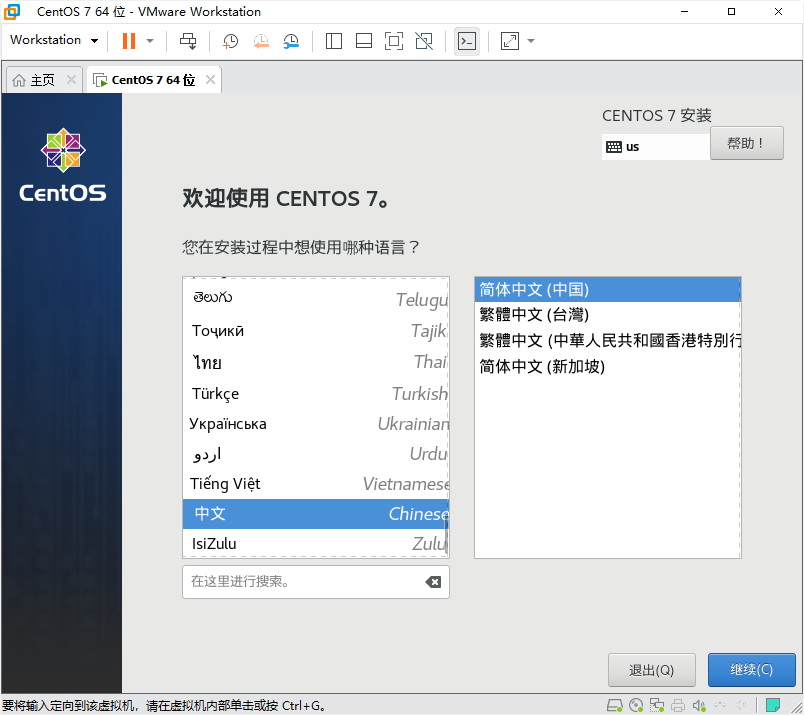 CentOS 7 64 位 - VMware Workstation
Workstation
主页
CentOS 7 64 位
CentOS
CENTOS 7 安装
us
帮助！
欢迎使用 CENTOS 7。
您在安装过程中想使用哪种语言？
తెలుగు Telugu
Тоҷикӣ Tajik
ไทย Thai
Türkçe Turkish
Українська Ukrainian
اردو Urdu
Tiếng Việt Vietnamese
中文 Chinese
IsiZulu Zulu
在这里进行搜索。
简体中文 (中国)
繁體中文 (台灣)
繁體中文 (中華人民共和國香港特別行
简体中文 (新加坡)
退出(Q)
继续(C)
要将输入定向到该虚拟机，请在虚拟机内部单击或按 Ctrl+G。